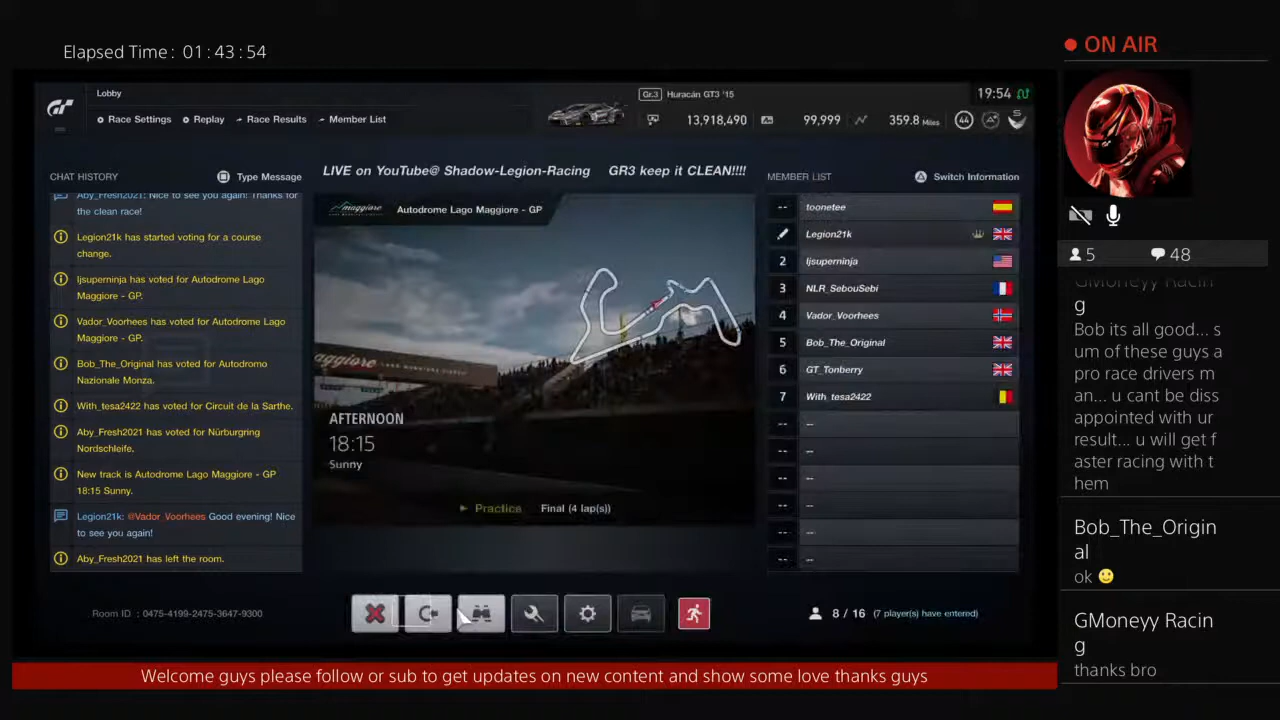 Elapsed Time: 01:43:54
ON AIR
Lobby
Race Settings
Replay
Race Results
Member List
Gr.3 Huracán GT3 '15
13,918,490
99,999
359.8 Miles
44
19:54
CHAT HISTORY
Type Message
LIVE on YouTube@ Shadow-Legion-Racing GR3 keep it CLEAN!!!!
MEMBER LIST
Switch Information
Aby_Fresh2021: Nice to see you again! Thanks for
the clean race!
Legion21k has started voting for a course
change.
Ijsuperninja has voted for Autodrome Lago
Maggiore - GP.
Vador_Voorhees has voted for Autodrome Lago
Maggiore - GP.
Bob_The_Original has voted for Autodromo
Nazionale Monza.
With_tesa2422 has voted for Circuit de la Sarthe.
Aby_Fresh2021 has voted for Nürburgring
Nordschleife.
New track is Autodrome Lago Maggiore - GP
18:15 Sunny.
Legion21k: @Vador_Voorhees Good evening! Nice
to see you again!
Aby_Fresh2021 has left the room.
maggiore
Autodrome Lago Maggiore - GP
aggiore
AFTERNOON
18:15
Sunny
Practice Final (4 lap(s))
-- toonetee
Legion21k
2 Ijsuperninja
3 NLR_SebouSebi
4 Vador_Voorhees
5 Bob_The_Original
6 GT_Tonberry
7 With_tesa2422
-- --
-- --
-- --
-- --
-- --
-- --
Room ID : 0475-4199-2475-3647-9300
8 / 16 (7 player(s) have entered)
Welcome guys please follow or sub to get updates on new content and show some love thanks guys
5
48
GMoneyy Racin
g
Bob its all good... s
um of these guys a
pro race drivers m
an... u cant be diss
appointed with ur
result... u will get f
aster racing with t
hem
Bob_The_Origin
al
ok 🙂
GMoneyy Racin
g
thanks bro